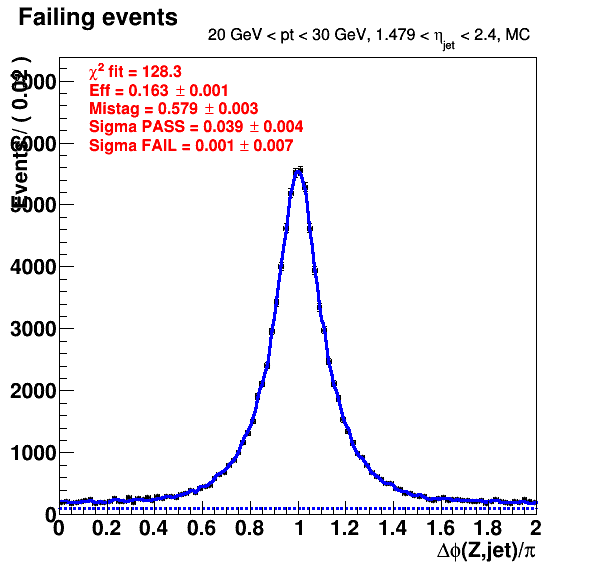 Failing events
20 GeV < pt < 30 GeV, 1.479 < η_jet < 2.4, MC
χ² fit = 128.3
Eff = 0.163 ± 0.001
Mistag = 0.579 ± 0.003
Sigma PASS = 0.039 ± 0.004
Sigma FAIL = 0.001 ± 0.007
Events / ( 0.02 )
7000
6000
5000
4000
3000
2000
1000
0
0 0.2 0.4 0.6 0.8 1 1.2 1.4 1.6 1.8 2
Δϕ(Z,jet)/π